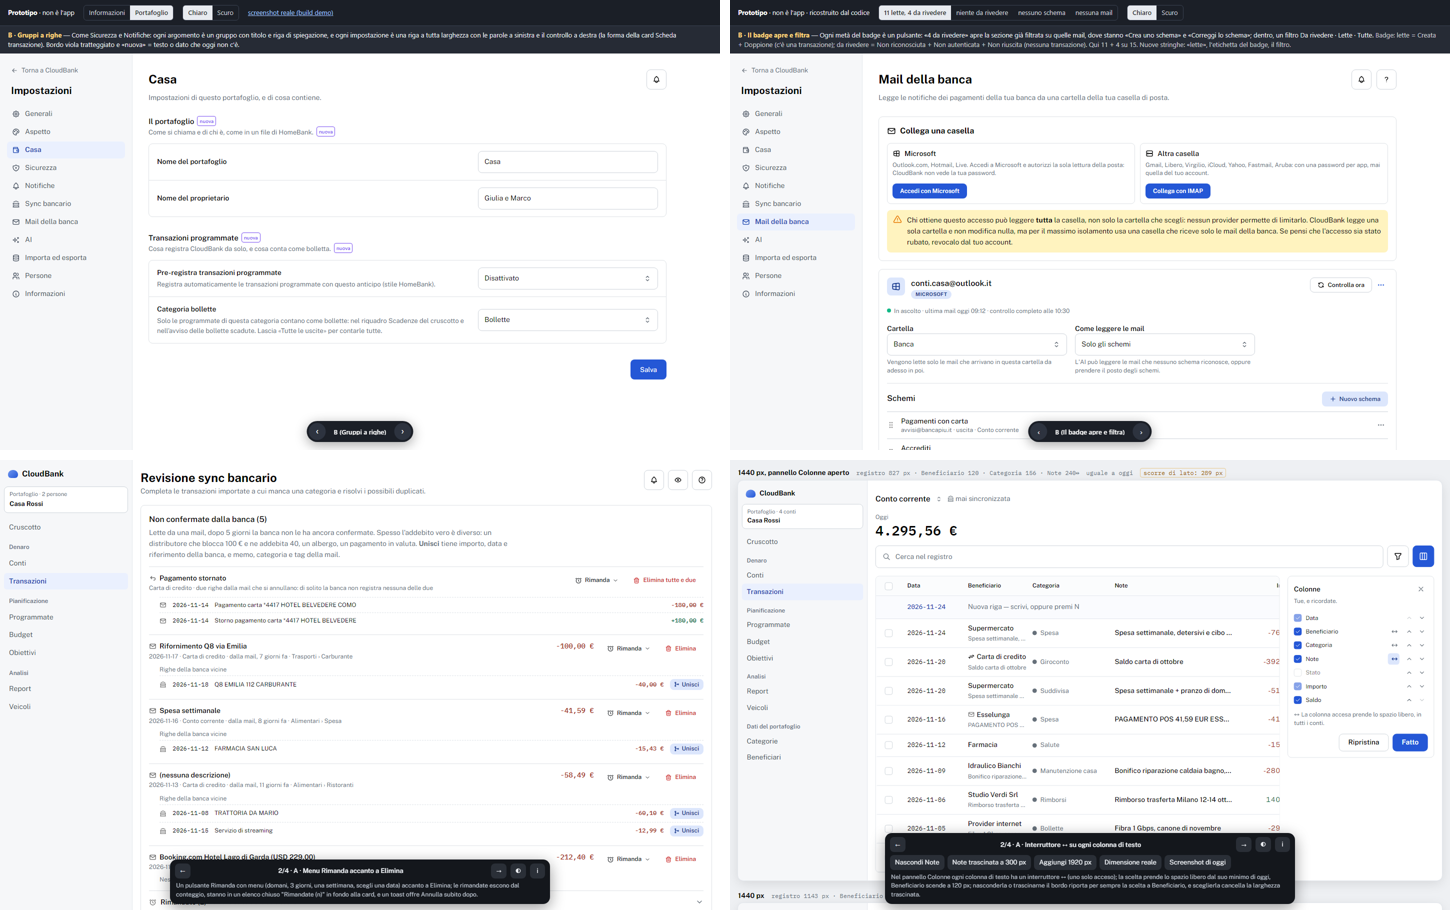 Prototipo · non è l'app
Informazioni
Portafoglio
Chiaro
Scuro
screenshot reale (build demo)
B · Gruppi a righe — Come Sicurezza e Notifiche: ogni argomento è un gruppo con titolo e riga di spiegazione, e ogni impostazione è una riga a tutta larghezza con le parole a sinistra e il controllo a destra (la forma della card Scheda
transazione). Bordo viola tratteggiato e «nuova» = testo o dato che oggi non c'è.
Torna a CloudBank
Impostazioni
Generali
Aspetto
Casa
Sicurezza
Notifiche
Sync bancario
Mail della banca
AI
Importa ed esporta
Persone
Informazioni
Casa
Impostazioni di questo portafoglio, e di cosa contiene.
Il portafoglio nuova
Come si chiama e di chi è, come in un file di HomeBank. nuova
Nome del portafoglio
Casa
Nome del proprietario
Giulia e Marco
Transazioni programmate nuova
Cosa registra CloudBank da solo, e cosa conta come bolletta. nuova
Pre-registra transazioni programmate
Registra automaticamente le transazioni programmate con questo anticipo (stile HomeBank).
Disattivato
Categoria bollette
Solo le programmate di questa categoria contano come bollette: nel riquadro Scadenze del cruscotto e
nell'avviso delle bollette scadute. Lascia «Tutte le uscite» per contarle tutte.
Bollette
Salva
B (Gruppi a righe)
Prototipo · non è l'app · ricostruito dal codice
11 lette, 4 da rivedere
niente da rivedere
nessuno schema
nessuna mail
Chiaro
Scuro
B · Il badge apre e filtra — Ogni metà del badge è un pulsante: «4 da rivedere» apre la sezione già filtrata su quelle mail, dove stanno «Crea uno schema» e «Correggi lo schema»; dentro, un filtro Da rivedere · Lette · Tutte. Badge: lette = Creata
+ Doppione (c'è una transazione); da rivedere = Non riconosciuta + Non autenticata + Non riuscita (nessuna transazione). Qui 11 + 4 su 15. Nuove stringhe: «lette», l'etichetta del badge, il filtro.
Torna a CloudBank
Impostazioni
Generali
Aspetto
Casa
Sicurezza
Notifiche
Sync bancario
Mail della banca
AI
Importa ed esporta
Persone
Informazioni
Mail della banca
Legge le notifiche dei pagamenti della tua banca da una cartella della tua casella di posta.
?
Collega una casella
Microsoft
Outlook.com, Hotmail, Live. Accedi a Microsoft e autorizzi la sola lettura della posta:
CloudBank non vede la tua password.
Accedi con Microsoft
Altra casella
Gmail, Libero, Virgilio, iCloud, Yahoo, Fastmail, Aruba: con una password per app, mai
quella del tuo account.
Collega con IMAP
Chi ottiene questo accesso può leggere tutta la casella, non solo la cartella che scegli: nessun provider permette di limitarlo. CloudBank legge una
sola cartella e non modifica nulla, ma per il massimo isolamento usa una casella che riceve solo le mail della banca. Se pensi che l'accesso sia stato
rubato, revocalo dal tuo account.
conti.casa@outlook.it
MICROSOFT
Controlla ora
In ascolto · ultima mail oggi 09:12 · controllo completo alle 10:30
Cartella
Come leggere le mail
Banca
Solo gli schemi
Vengono lette solo le mail che arrivano in questa cartella da
adesso in poi.
L'AI può leggere le mail che nessuno schema riconosce, oppure
prendere il posto degli schemi.
Schemi
+ Nuovo schema
Pagamenti con carta
avvisi@bancapiu.it · uscita · Conto corrente
Accrediti
B (Il badge apre e filtra)
CloudBank
Portafoglio · 2 persone
Casa Rossi
Cruscotto
Denaro
Conti
Transazioni
Pianificazione
Programmate
Budget
Obiettivi
Analisi
Report
Veicoli
Revisione sync bancario
Completa le transazioni importate a cui manca una categoria e risolvi i possibili duplicati.
Non confermate dalla banca (5)
Lette da una mail, dopo 5 giorni la banca non le ha ancora confermate. Spesso l'addebito vero è diverso: un
distributore che blocca 100 € e ne addebita 40, un albergo, un pagamento in valuta. Unisci tiene importo, data e
riferimento della banca, e memo, categoria e tag della mail.
Pagamento stornato
Carta di credito · due righe dalla mail che si annullano: di solito la banca non registra nessuna delle due
Rimanda
Elimina tutte e due
2026-11-14 Pagamento carta *4417 HOTEL BELVEDERE COMO -180,00 €
2026-11-14 Storno pagamento carta *4417 HOTEL BELVEDERE +180,00 €
Rifornimento Q8 via Emilia -100,00 € Rimanda Elimina
2026-11-17 · Carta di credito · dalla mail, 7 giorni fa · Trasporti · Carburante
Righe della banca vicine
2026-11-18 Q8 EMILIA 112 CARBURANTE -40,00 € Unisci
Spesa settimanale -41,59 € Rimanda Elimina
2026-11-16 · Conto corrente · dalla mail, 8 giorni fa · Alimentari · Spesa
Righe della banca vicine
2026-11-12 FARMACIA SAN LUCA -15,43 € Unisci
(nessuna descrizione) -58,49 € Rimanda Elimina
2026-11-13 · Carta di credito · dalla mail, 11 giorni fa · Alimentari · Ristoranti
Righe della banca vicine
2026-11-08 TRATTORIA DA MARIO -60,10 € Unisci
2026-11-15 Servizio di streaming -12,99 € Unisci
Booking.com Hotel Lago di Garda (USD 229.00) -212,40 € Rimanda Elimina
2/4 · A · Menu Rimanda accanto a Elimina
Un pulsante Rimanda con menu (domani, 3 giorni, una settimana, scegli una data) accanto a Elimina; le rimandate escono dal
conteggio, stanno in un elenco chiuso "Rimandate (n)" in fondo alla card, e un toast offre Annulla subito dopo.
1440 px, pannello Colonne aperto registro 827 px · Beneficiario 120 · Categoria 156 · Note 240↔ uguale a oggi scorre di lato: 289 px
CloudBank
Portafoglio · 4 conti
Casa Rossi
Cruscotto
Denaro
Conti
Transazioni
Pianificazione
Programmate
Budget
Obiettivi
Analisi
Report
Veicoli
Dati del portafoglio
Categorie
Beneficiari
Conto corrente
mai sincronizzata
Oggi
4.295,56 €
Cerca nel registro
Data Beneficiario Categoria Note
2026-11-24 Nuova riga — scrivi, oppure premi N
2026-11-24 Supermercato Spesa Spesa settimanale, detersivi e cibo ... -76
Spesa settimanale, ...
2026-11-20 Carta di credito Giroconto Saldo carta di ottobre -392
Saldo carta di ottobre
2026-11-20 Supermercato Suddivisa Spesa settimanale + pranzo di dom... -51
Spesa settimanale ...
2026-11-16 Esselunga Spesa PAGAMENTO POS 41,59 EUR ESS... -41
PAGAMENTO POS ...
2026-11-12 Farmacia Salute -15
2026-11-09 Idraulico Bianchi Manutenzione casa Bonifico riparazione caldaia bagno,... -280
Bonifico riparazione...
2026-11-06 Studio Verdi Srl Rimborsi Rimborso trasferta Milano 12-14 ott... 140
Rimborso trasferta ...
2026-11-05 Provider internet Bollette Fibra 1 Gbps, canone di novembre -29
Colonne
Tue, e ricordate.
Data
Beneficiario
Categoria
Note
Stato
Importo
Saldo
↔ La colonna accesa prende lo spazio libero, in
tutti i conti.
Ripristina
Fatto
2/4 · A · Interruttore ↔ su ogni colonna di testo
Nascondi Note
Note trascinata a 300 px
Aggiungi 1920 px
Dimensione reale
Screenshot di oggi
Nel pannello Colonne ogni colonna di testo ha un interruttore ↔ (uno solo acceso); la scelta prende lo spazio libero dal suo minimo di oggi,
Beneficiario scende a 120 px; nasconderla o trascinarne il bordo riporta per sempre la scelta a Beneficiario, e sceglierla cancella la larghezza
trascinata.
1440 px registro 1143 px · Beneficiario